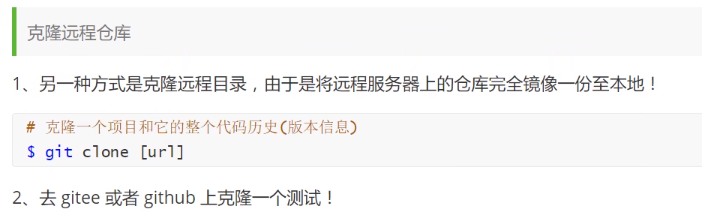 克隆远程仓库
1、另一种方式是克隆远程目录，由于是将远程服务器上的仓库完全镜像一份至本地！
# 克隆一个项目和它的整个代码历史(版本信息)
$ git clone [url]
2、去 gitee 或者 github 上克隆一个测试！